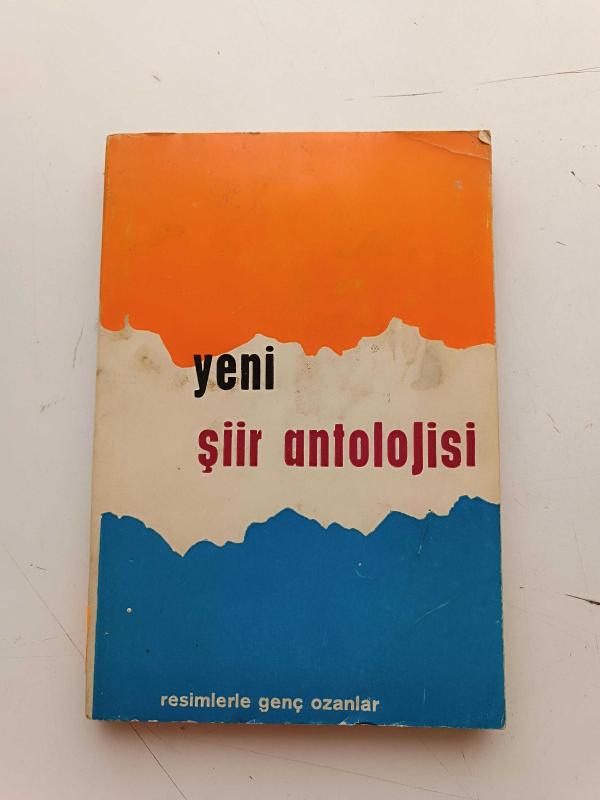 yeni
şiir antolojisi
resimlerle genç ozanlar